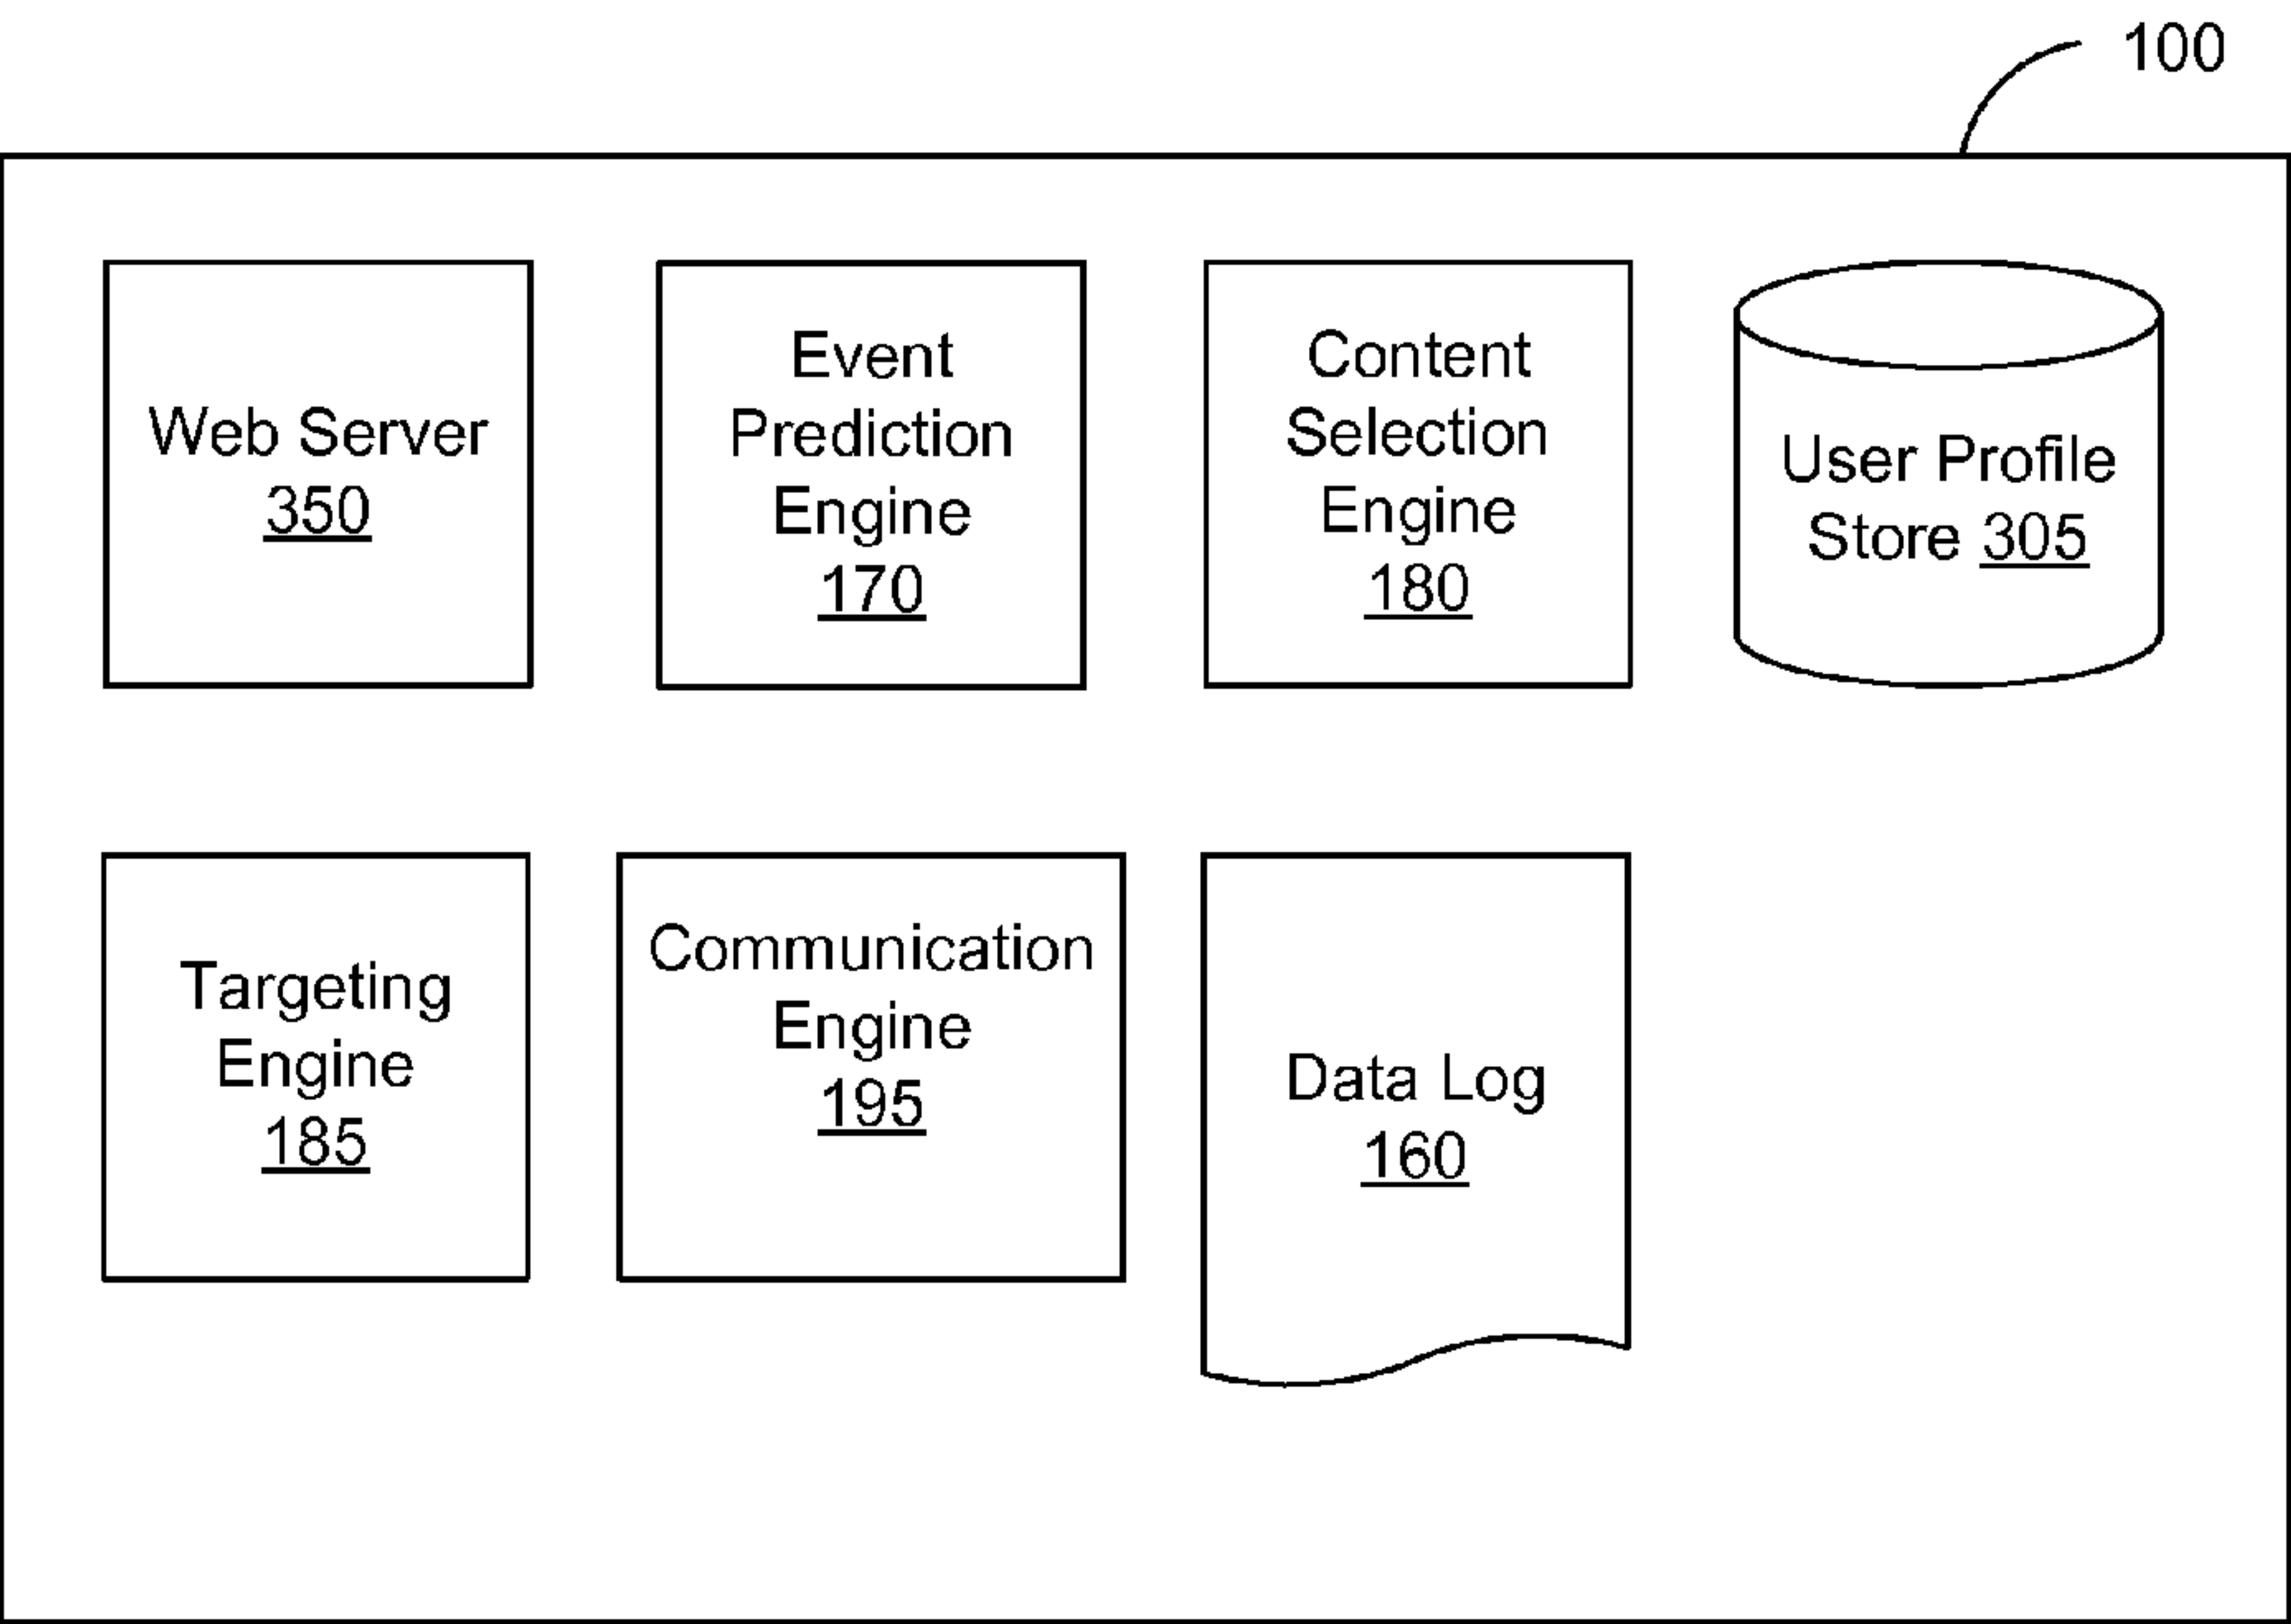 100
Web Server
350
Event
Prediction
Engine
170
Content
Selection
Engine
180
User Profile
Store 305
Targeting
Engine
185
Communication
Engine
195
Data Log
160